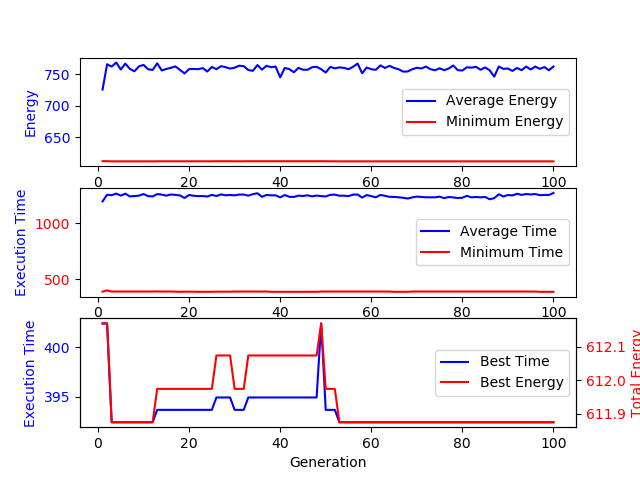 750
700
650
Energy
Average Energy
Minimum Energy
0 20 40 60 80 100
1000
500
Execution Time
Average Time
Minimum Time
0 20 40 60 80 100
400
395
Execution Time
Best Time
Best Energy
612.1
612.0
611.9
Total Energy
0 20 40 60 80 100
Generation